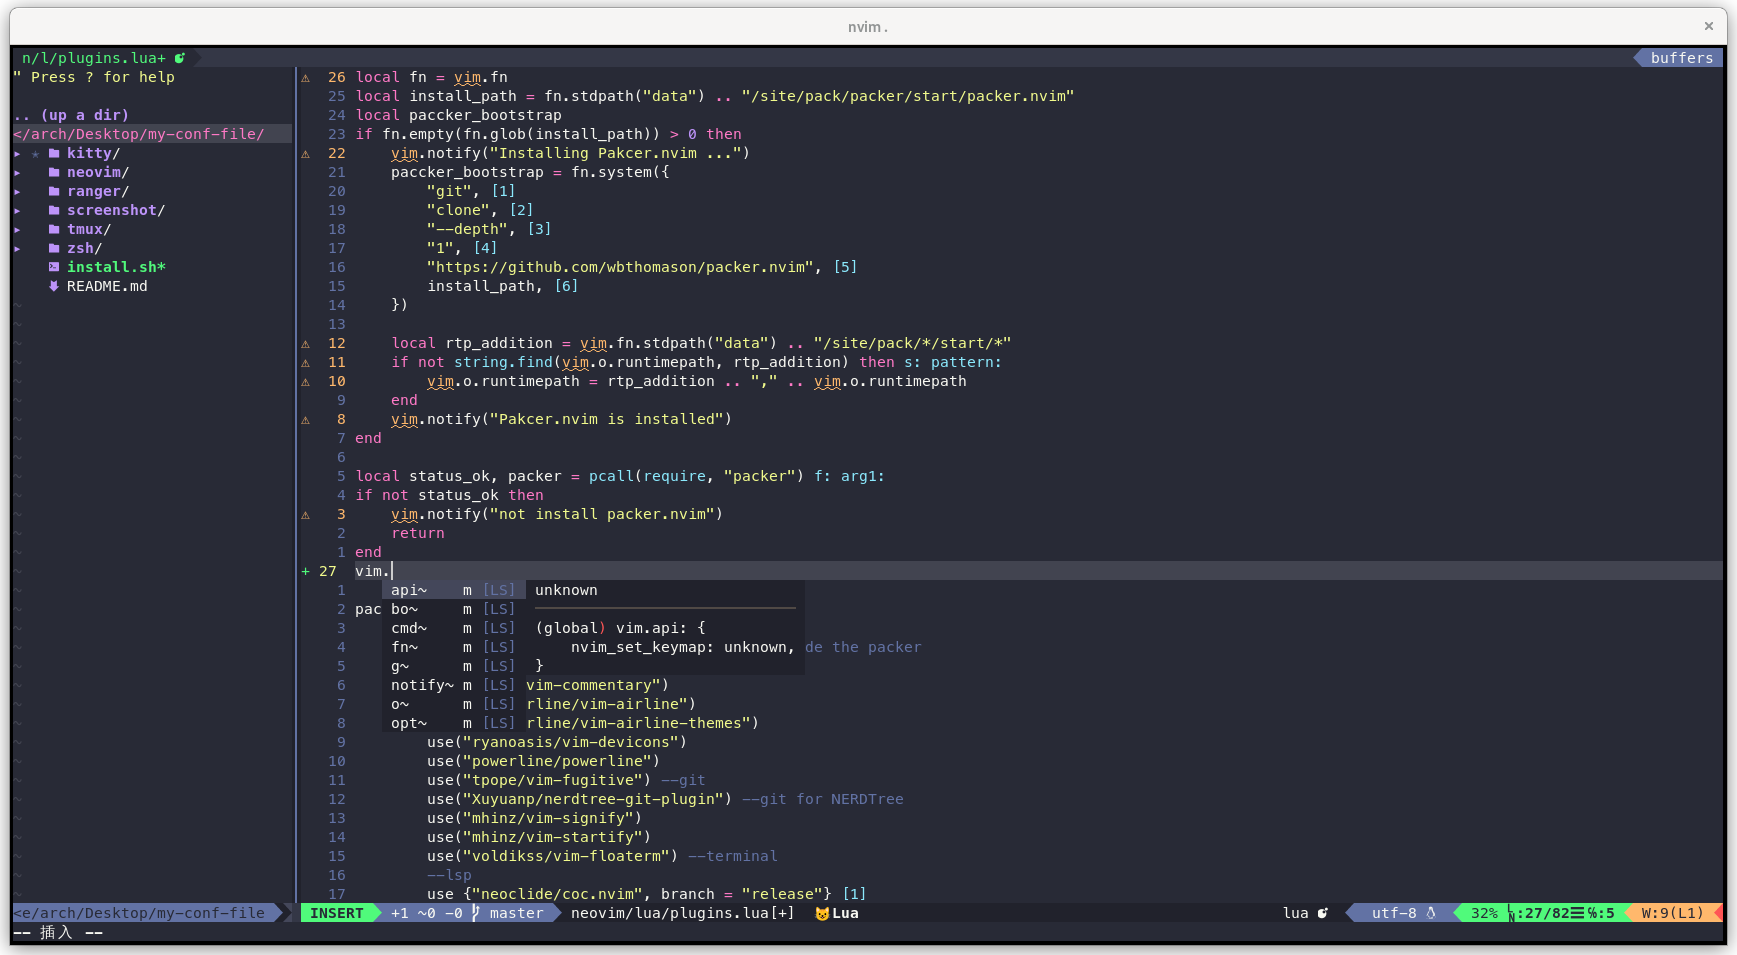 nvim .
n/l/plugins.lua+
buffers
" Press ? for help
.. (up a dir)
</arch/Desktop/my-conf-file/
▸ ★ kitty/
▸ neovim/
▸ ranger/
▸ screenshot/
▸ tmux/
▸ zsh/
install.sh*
README.md
⚠ 26 local fn = vim.fn
25 local install_path = fn.stdpath("data") .. "/site/pack/packer/start/packer.nvim"
24 local paccker_bootstrap
23 if fn.empty(fn.glob(install_path)) > 0 then
⚠ 22 vim.notify("Installing Pakcer.nvim ...")
21 paccker_bootstrap = fn.system({
20 "git", [1]
19 "clone", [2]
18 "--depth", [3]
17 "1", [4]
16 "https://github.com/wbthomason/packer.nvim", [5]
15 install_path, [6]
14 })
13
⚠ 12 local rtp_addition = vim.fn.stdpath("data") .. "/site/pack/*/start/*"
⚠ 11 if not string.find(vim.o.runtimepath, rtp_addition) then s: pattern:
⚠ 10 vim.o.runtimepath = rtp_addition .. "," .. vim.o.runtimepath
9 end
⚠ 8 vim.notify("Pakcer.nvim is installed")
7 end
6
5 local status_ok, packer = pcall(require, "packer") f: arg1:
4 if not status_ok then
⚠ 3 vim.notify("not install packer.nvim")
2 return
1 end
+ 27 vim.
1 api~ m [LS] unknown
2 pac bo~ m [LS]
3 cmd~ m [LS] (global) vim.api: {
4 fn~ m [LS] nvim_set_keymap: unknown, de the packer
5 g~ m [LS] }
6 notify~ m [LS] vim-commentary")
7 o~ m [LS] rline/vim-airline")
8 opt~ m [LS] rline/vim-airline-themes")
9 use("ryanoasis/vim-devicons")
10 use("powerline/powerline")
11 use("tpope/vim-fugitive") --git
12 use("Xuyuanp/nerdtree-git-plugin") --git for NERDTree
13 use("mhinz/vim-signify")
14 use("mhinz/vim-startify")
15 use("voldikss/vim-floaterm") --terminal
16 --lsp
17 use {"neoclide/coc.nvim", branch = "release"} [1]
<e/arch/Desktop/my-conf-file INSERT +1 ~0 -0 master neovim/lua/plugins.lua[+] 🐱Lua lua utf-8 32% LN:27/82☰℅:5 W:9(L1)
-- 插入 --